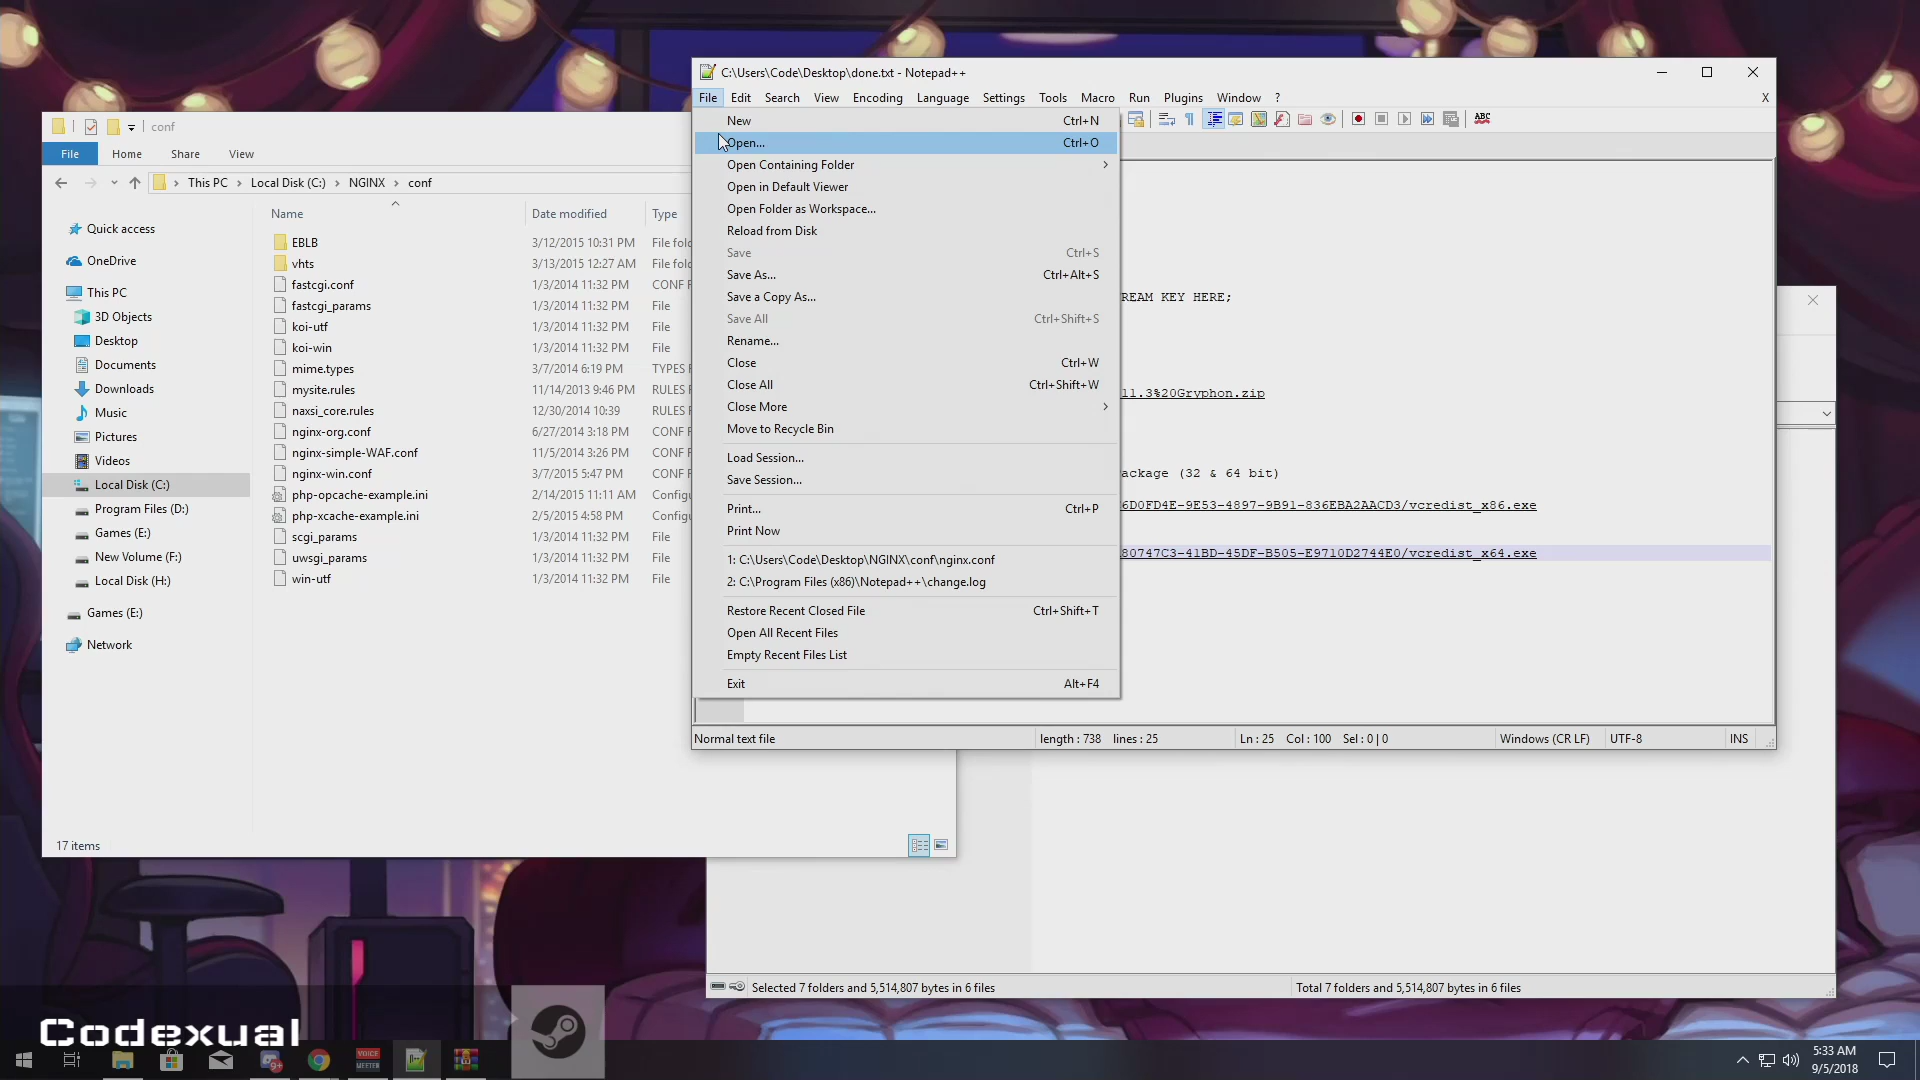 C:\Users\Code\Desktop\done.txt - Notepad++
File Edit Search View Encoding Language Settings Tools Macro Run Plugins Window ? X
New Ctrl+N
Open... Ctrl+O
Open Containing Folder
Open in Default Viewer
Open Folder as Workspace...
Reload from Disk
Save Ctrl+S
Save As... Ctrl+Alt+S
Save a Copy As...
Save All Ctrl+Shift+S
Rename...
Close Ctrl+W
Close All Ctrl+Shift+W
Close More
Move to Recycle Bin
Load Session...
Save Session...
Print... Ctrl+P
Print Now
1: C:\Users\Code\Desktop\NGINX\conf\nginx.conf
2: C:\Program Files (x86)\Notepad++\change.log
Restore Recent Closed File Ctrl+Shift+T
Open All Recent Files
Empty Recent Files List
Exit Alt+F4
ABC
REAM KEY HERE;
11.3%20Gryphon.zip
ackage (32 & 64 bit)
6D0FD4E-9E53-4897-9B91-836EBA2AACD3/vcredist_x86.exe
80747C3-41BD-45DF-B505-E9710D2744E0/vcredist_x64.exe
Normal text file length : 738 lines : 25 Ln : 25 Col : 100 Sel : 0 | 0 Windows (CR LF) UTF-8 INS
conf
File Home Share View
This PC Local Disk (C:) NGINX conf
Quick access
OneDrive
This PC
3D Objects
Desktop
Documents
Downloads
Music
Pictures
Videos
Local Disk (C:)
Program Files (D:)
Games (E:)
New Volume (F:)
Local Disk (H:)
Games (E:)
Network
Name Date modified Type
EBLB 3/12/2015 10:31 PM File fold
vhts 3/13/2015 12:27 AM File fold
fastcgi.conf 1/3/2014 11:32 PM CONF F
fastcgi_params 1/3/2014 11:32 PM File
koi-utf 1/3/2014 11:32 PM File
koi-win 1/3/2014 11:32 PM File
mime.types 3/7/2014 6:19 PM TYPES F
mysite.rules 11/14/2013 9:46 PM RULES F
naxsi_core.rules 12/30/2014 10:39 RULES F
nginx-org.conf 6/27/2014 3:18 PM CONF F
nginx-simple-WAF.conf 11/5/2014 3:26 PM CONF F
nginx-win.conf 3/7/2015 5:47 PM CONF F
php-opcache-example.ini 2/14/2015 11:11 AM Configu
php-xcache-example.ini 2/5/2015 4:58 PM Configu
scgi_params 1/3/2014 11:32 PM File
uwsgi_params 1/3/2014 11:32 PM File
win-utf 1/3/2014 11:32 PM File
17 items
Selected 7 folders and 5,514,807 bytes in 6 files Total 7 folders and 5,514,807 bytes in 6 files
Codexual
9+
VOICE
MEETER
5:33 AM
9/5/2018